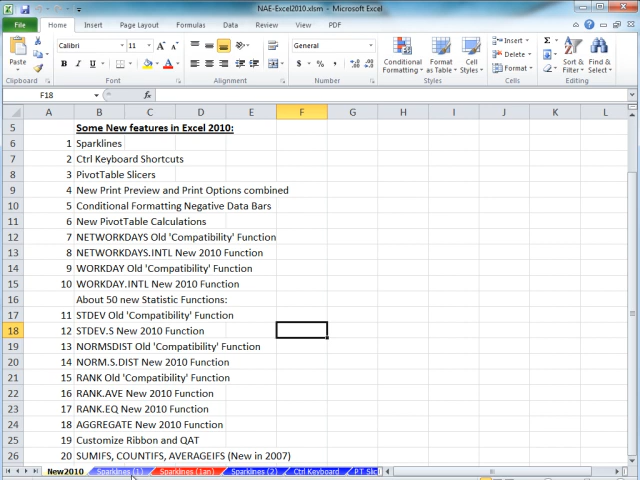 NAE-Excel2010.xlsm - Microsoft Excel
File Home Insert Page Layout Formulas Data Review View PDF
Paste
Calibri 11 A A
B I U A
General
$ % ,
Conditional Formatting
Format as Table
Cell Styles
Insert
Delete
Format
Σ
Sort & Filter
Find & Select
Clipboard Font Alignment Number Styles Cells Editing
F18 fx
A B C D E F G H I J K L
5 Some New features in Excel 2010:
6 1 Sparklines
7 2 Ctrl Keyboard Shortcuts
8 3 PivotTable Slicers
9 4 New Print Preview and Print Options combined
10 5 Conditional Formatting Negative Data Bars
11 6 New PivotTable Calculations
12 7 NETWORKDAYS Old 'Compatibility' Function
13 8 NETWORKDAYS.INTL New 2010 Function
14 9 WORKDAY Old 'Compatibility' Function
15 10 WORKDAY.INTL New 2010 Function
16 About 50 new Statistic Functions:
17 11 STDEV Old 'Compatibility' Function
18 12 STDEV.S New 2010 Function
19 13 NORMSDIST Old 'Compatibility' Function
20 14 NORM.S.DIST New 2010 Function
21 15 RANK Old 'Compatibility' Function
22 16 RANK.AVE New 2010 Function
23 17 RANK.EQ New 2010 Function
24 18 AGGREGATE New 2010 Function
25 19 Customize Ribbon and QAT
26 20 SUMIFS, COUNTIFS, AVERAGEIFS (New in 2007)
New2010 Sparklines (1) Sparklines (1an) Sparklines (2) Ctrl Keyboard PT Slic